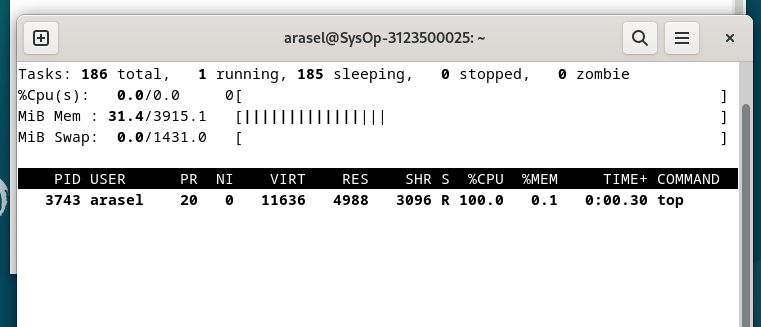 arasel@SysOp-3123500025: ~
Tasks: 186 total,   1 running, 185 sleeping,   0 stopped,   0 zombie
%Cpu(s):   0.0/0.0     0[                                                     ]
MiB Mem : 31.4/3915.1   [||||||||||||||||                                     ]
MiB Swap:  0.0/1431.0   [                                                     ]
    PID USER      PR  NI    VIRT    RES    SHR S  %CPU  %MEM     TIME+ COMMAND
   3743 arasel    20   0   11636   4988   3096 R 100.0   0.1   0:00.30 top